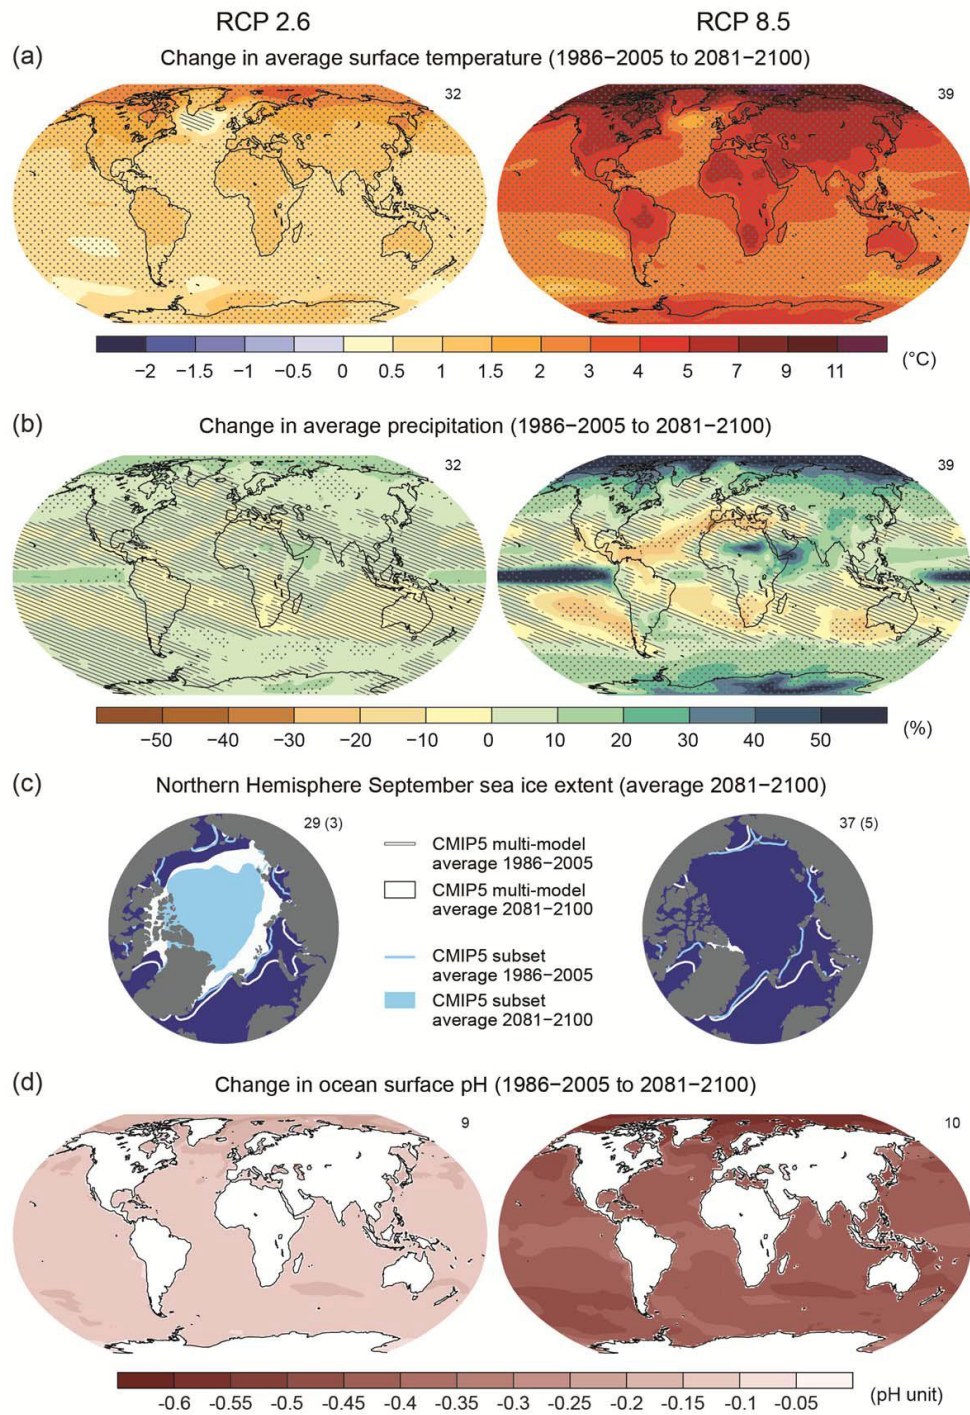 RCP 2.6 RCP 8.5
(a) Change in average surface temperature (1986−2005 to 2081−2100)
32 39
−2 −1.5 −1 −0.5 0 0.5 1 1.5 2 3 4 5 7 9 11 (°C)
(b) Change in average precipitation (1986−2005 to 2081−2100)
32 39
−50 −40 −30 −20 −10 0 10 20 30 40 50 (%)
(c) Northern Hemisphere September sea ice extent (average 2081−2100)
29 (3) 37 (5)
CMIP5 multi-model
average 1986−2005
CMIP5 multi-model
average 2081−2100
CMIP5 subset
average 1986−2005
CMIP5 subset
average 2081−2100
(d) Change in ocean surface pH (1986−2005 to 2081−2100)
9 10
-0.6 -0.55 -0.5 -0.45 -0.4 -0.35 -0.3 -0.25 -0.2 -0.15 -0.1 -0.05 (pH unit)